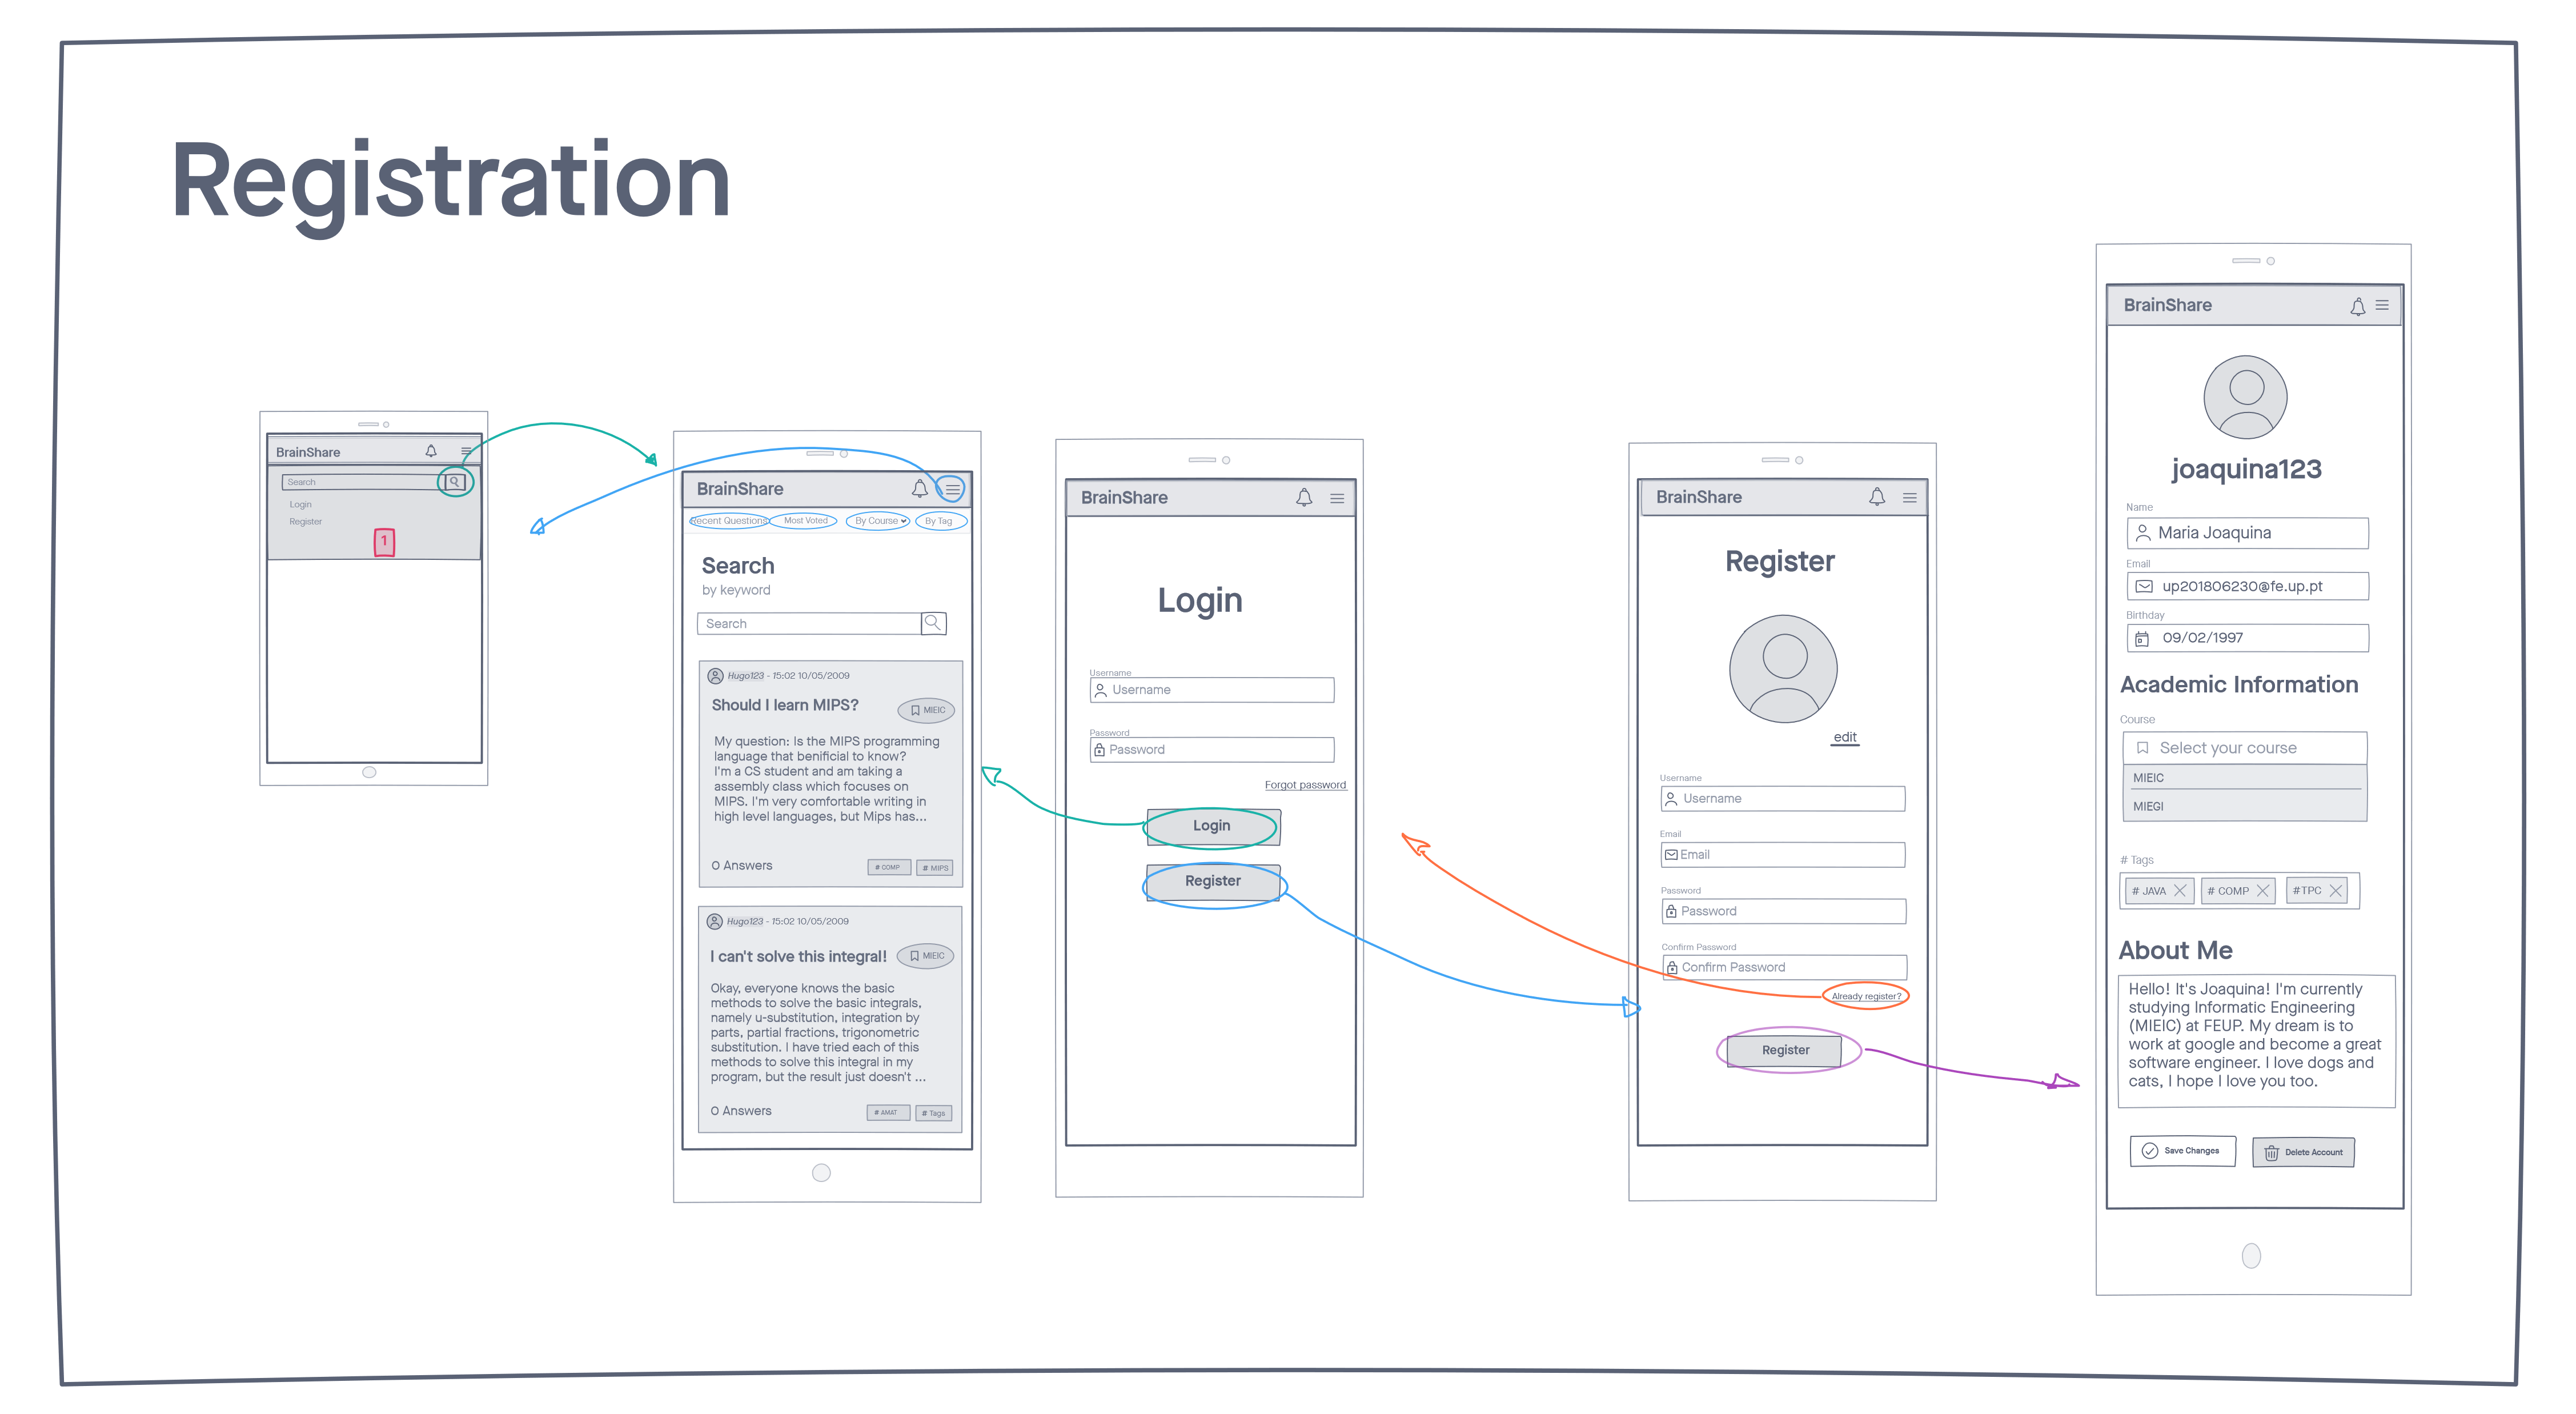 Registration
BrainShare
Search
Login
Register
1
BrainShare
Recent Questions Most Voted By Course By Tag
Search
by keyword
Search
Hugo123 - 15:02 10/05/2009
Should I learn MIPS?
MIEIC
My question: Is the MIPS programming
language that benificial to know?
I'm a CS student and am taking a
assembly class which focuses on
MIPS. I'm very comfortable writing in
high level languages, but Mips has...
0 Answers
# COMP
# MIPS
Hugo123 - 15:02 10/05/2009
I can't solve this integral!
MIEIC
Okay, everyone knows the basic
methods to solve the basic integrals,
namely u-substitution, integration by
parts, partial fractions, trigonometric
substitution. I have tried each of this
methods to solve this integral in my
program, but the result just doesn't ...
0 Answers
# AMAT
# Tags
BrainShare
Login
Username
Username
Password
Password
Forgot password
Login
Register
BrainShare
Register
edit
Username
Username
Email
Email
Password
Password
Confirm Password
Confirm Password
Already register?
Register
BrainShare
joaquina123
Name
Maria Joaquina
Email
up201806230@fe.up.pt
Birthday
09/02/1997
Academic Information
Course
Select your course
MIEIC
MIEGI
# Tags
# JAVA
# COMP
#TPC
About Me
Hello! It's Joaquina! I'm currently
studying Informatic Engineering
(MIEIC) at FEUP. My dream is to
work at google and become a great
software engineer. I love dogs and
cats, I hope I love you too.
Save Changes
Delete Account